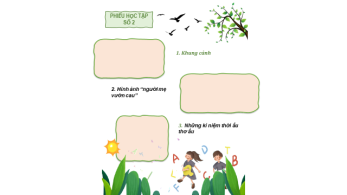 PHIẾU HỌC TẬP
SỐ 2
1. Khung cảnh
2. Hình ảnh "người mẹ
vườn cau"
3. Những kỉ niệm thời ấu
thơ ấu
A
D
T
C
B
F